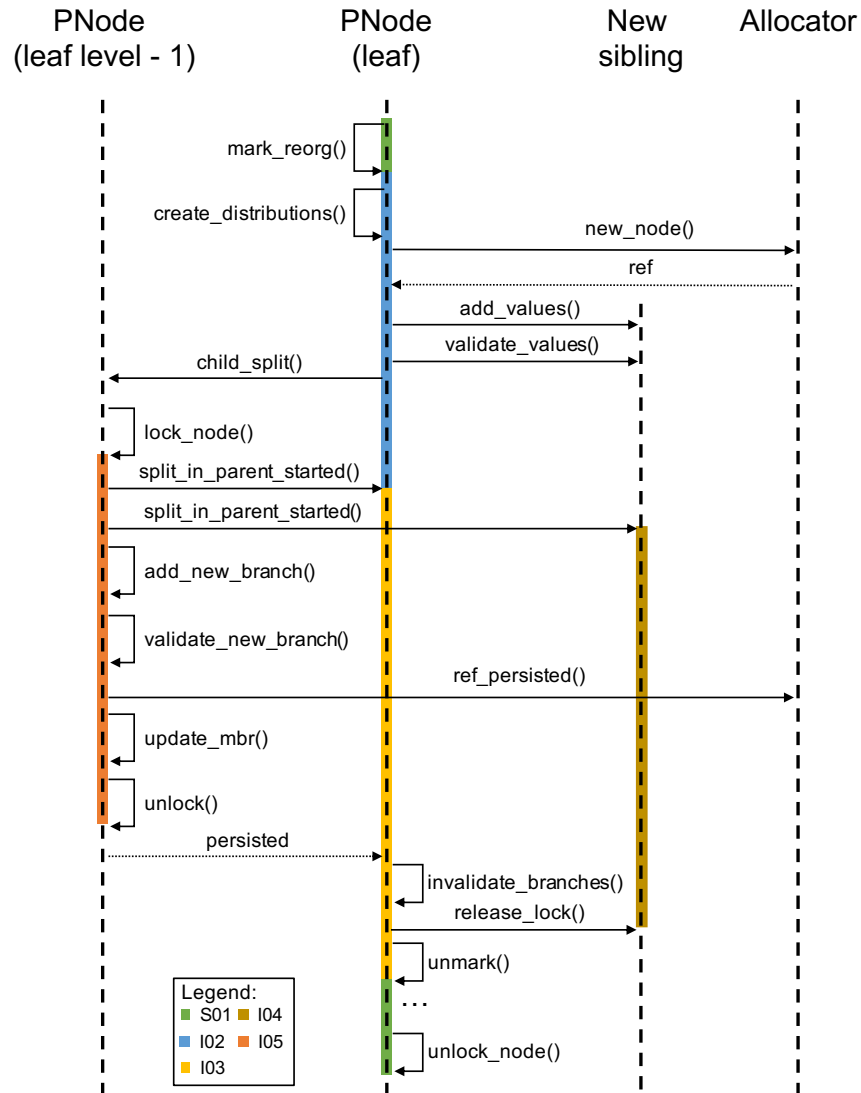 PNode
(leaf level - 1)
PNode
(leaf)
New
sibling
Allocator
mark_reorg()
create_distributions()
new_node()
ref
add_values()
validate_values()
child_split()
lock_node()
split_in_parent_started()
split_in_parent_started()
add_new_branch()
validate_new_branch()
ref_persisted()
update_mbr()
unlock()
persisted
invalidate_branches()
release_lock()
unmark()
...
unlock_node()
Legend:
S01 I04
I02 I05
I03